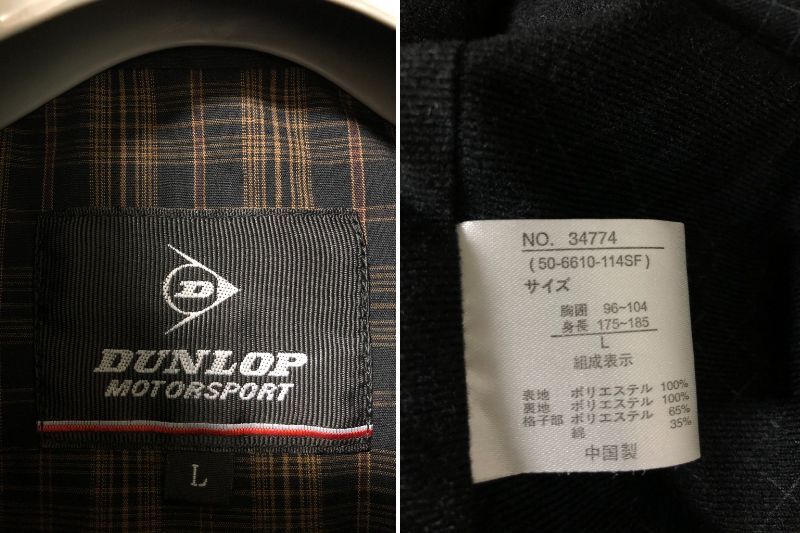 D
DUNLOP
MOTORSPORT
L
NO. 34774
(50-6610-114SF)
サイズ
胸囲 96~104
身長 175~185
L
組成表示
表地 ポリエステル 100%
裏地 ポリエステル 100%
格子部 ポリエステル 65%
綿 35%
中国製